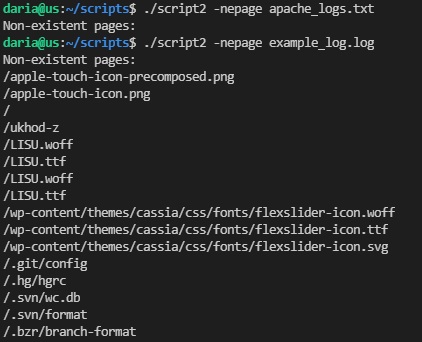 daria@us:~/scripts$ ./script2 -nepage apache_logs.txt
Non-existent pages:
daria@us:~/scripts$ ./script2 -nepage example_log.log
Non-existent pages:
/apple-touch-icon-precomposed.png
/apple-touch-icon.png
/
/ukhod-z
/LISU.woff
/LISU.ttf
/LISU.woff
/LISU.ttf
/wp-content/themes/cassia/css/fonts/flexslider-icon.woff
/wp-content/themes/cassia/css/fonts/flexslider-icon.ttf
/wp-content/themes/cassia/css/fonts/flexslider-icon.svg
/.git/config
/.hg/hgrc
/.svn/wc.db
/.svn/format
/.bzr/branch-format